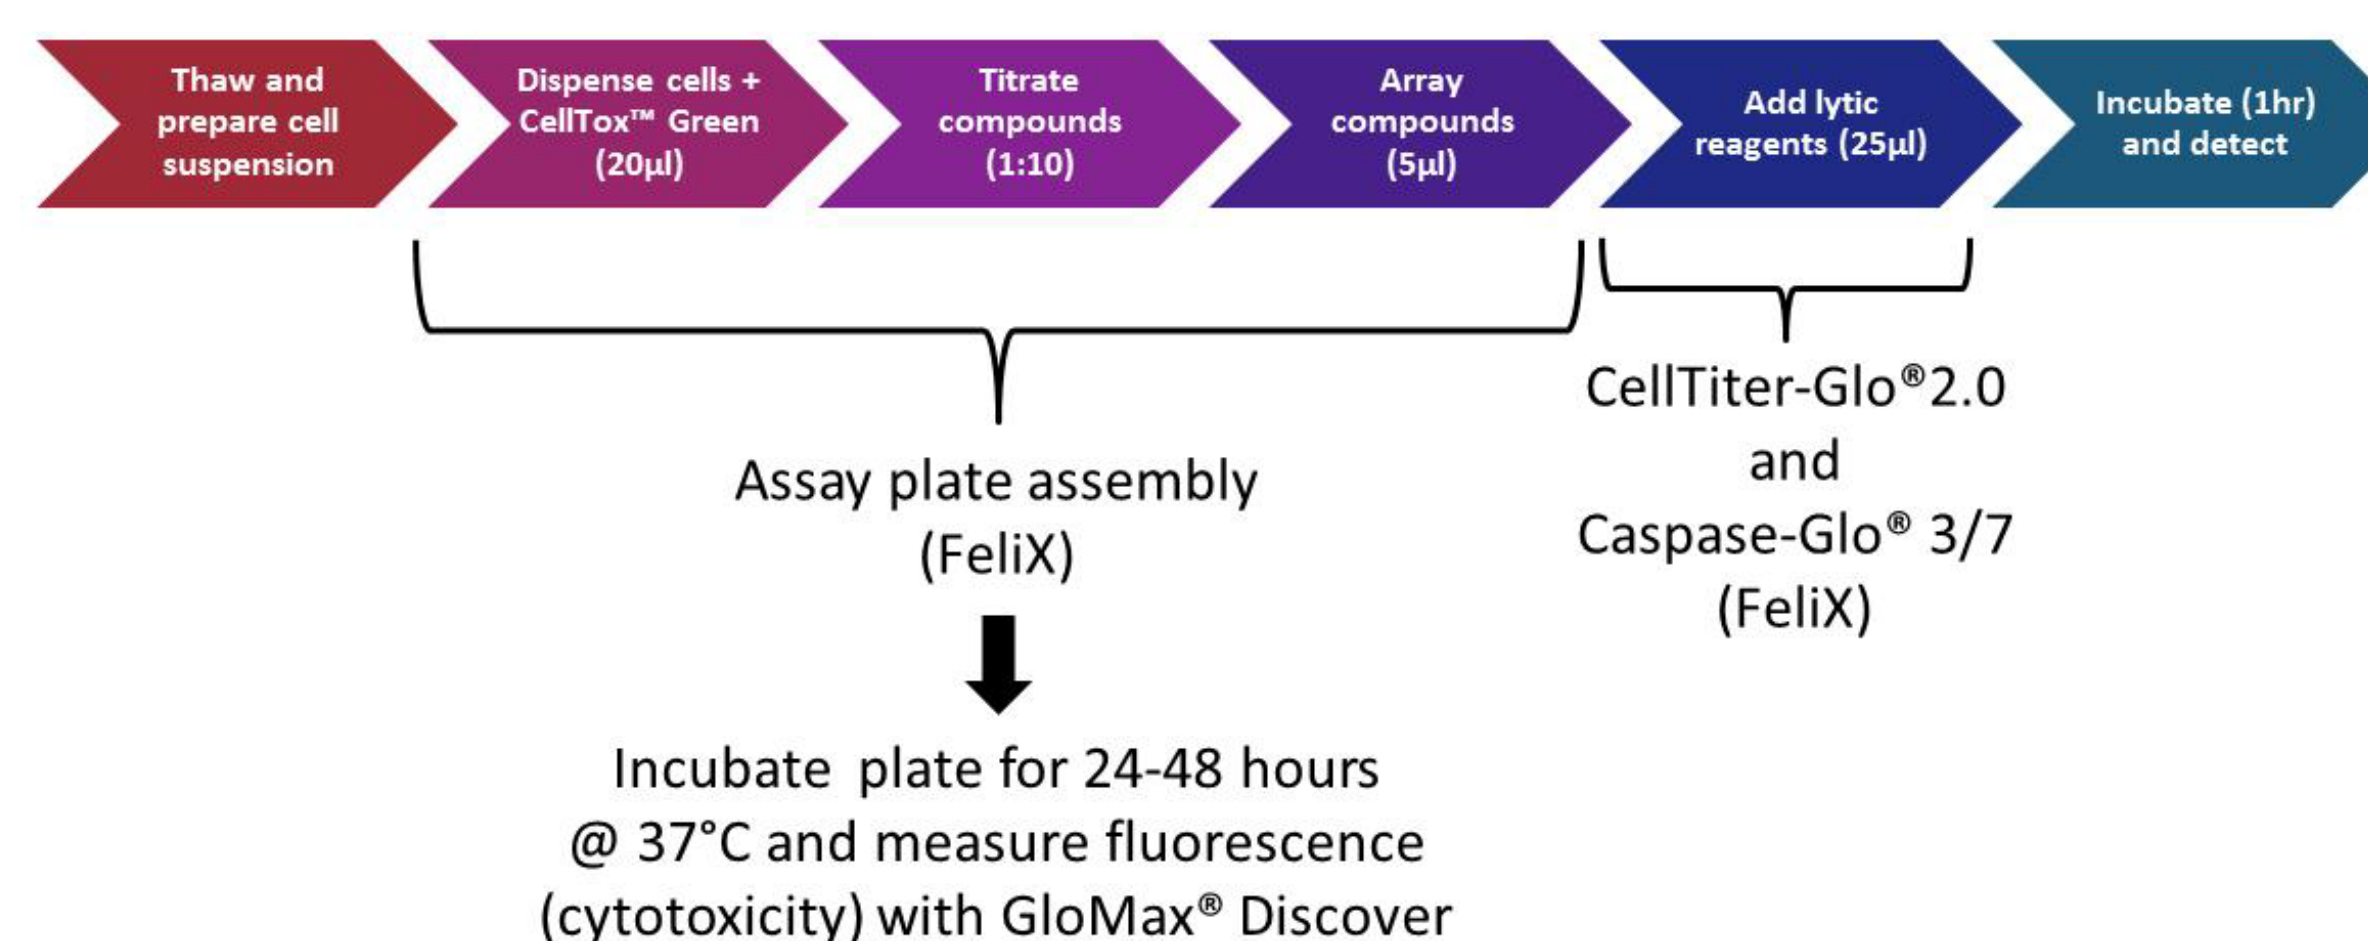 Thaw and
prepare cell
suspension
Dispense cells +
CellTox™ Green
(20µl)
Titrate
compounds
(1:10)
Array
compounds
(5µl)
Add lytic
reagents (25µl)
Incubate (1hr)
and detect
Assay plate assembly
(FeliX)
Incubate plate for 24-48 hours
@ 37°C and measure fluorescence
(cytotoxicity) with GloMax® Discover
CellTiter-Glo®2.0
and
Caspase-Glo® 3/7
(FeliX)